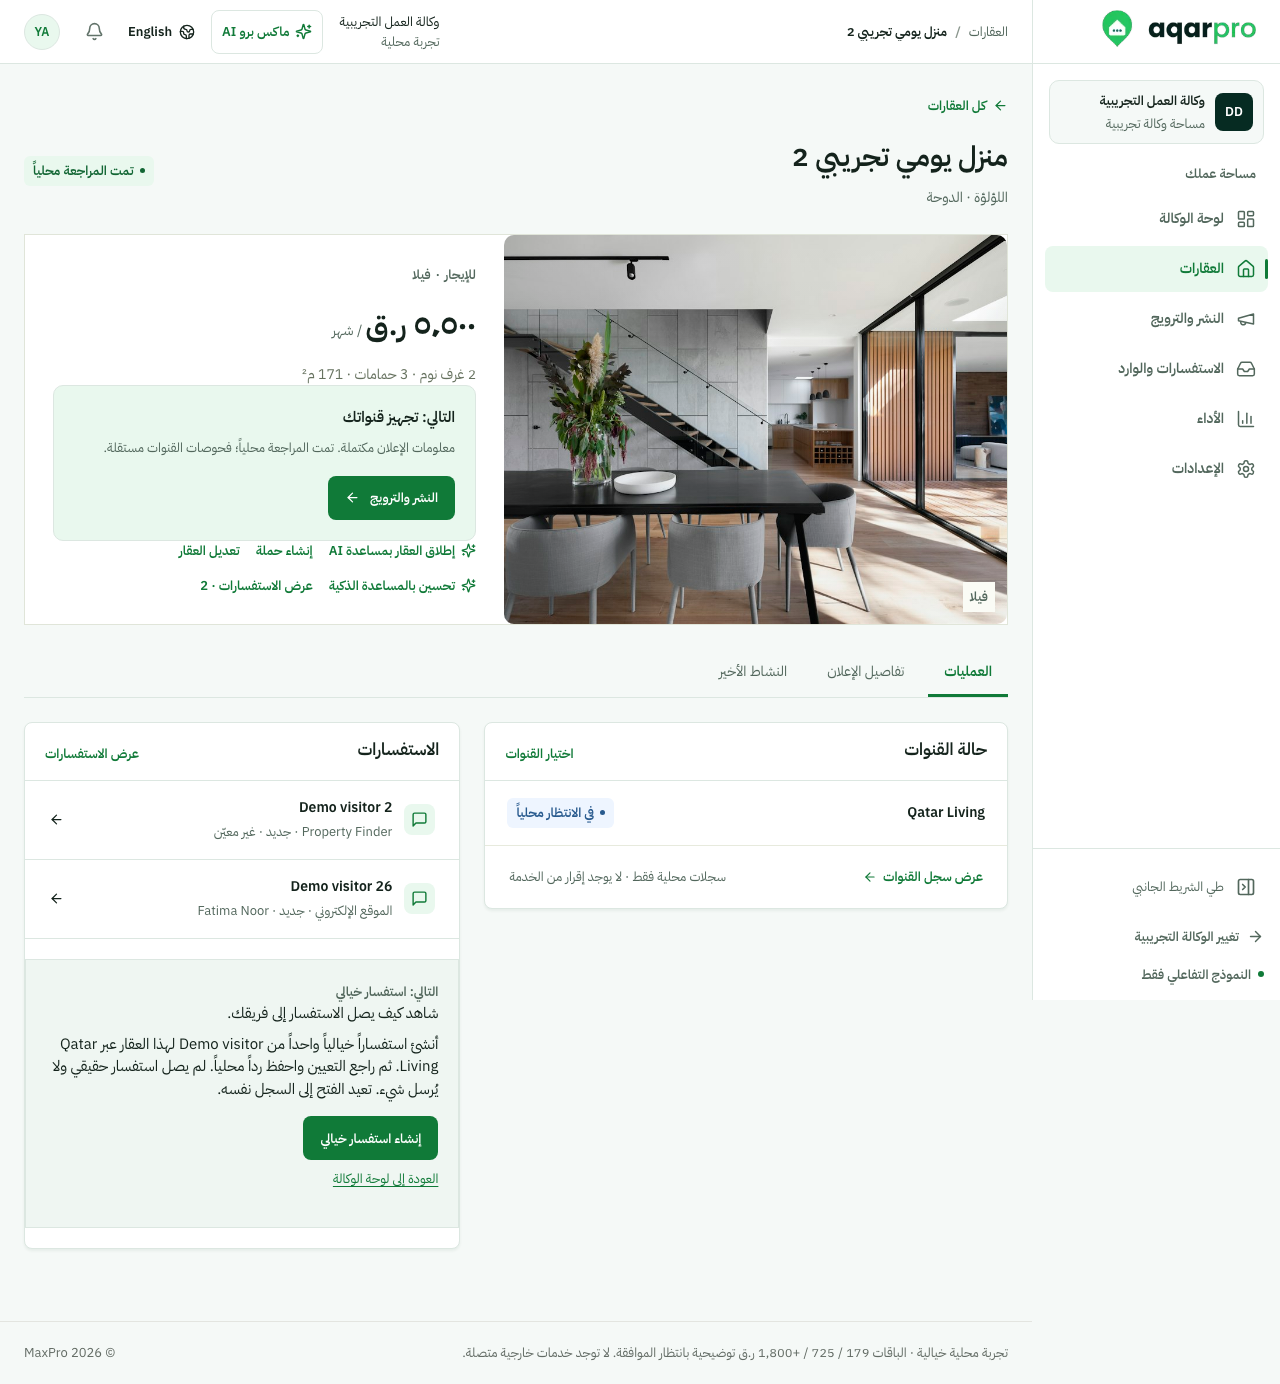 aqarpro
DD
وكالة العمل التجريبية
مساحة وكالة تجريبية
مساحة عملك
لوحة الوكالة
العقارات
النشر والترويج
الاستفسارات والوارد
الأداء
الإعدادات
طي الشريط الجانبي
تغيير الوكالة التجريبية
النموذج التفاعلي فقط
العقارات / منزل يومي تجريبي 2
وكالة العمل التجريبية
تجربة محلية
ماكس برو AI
English
YA
كل العقارات
منزل يومي تجريبي 2
تمت المراجعة محلياً
اللؤلؤة · الدوحة
فيلا
للإيجار · فيلا
٥,٥٠٠ ر.ق / شهر
2 غرف نوم · 3 حمامات · 171 م²
التالي: تجهيز قنواتك
معلومات الإعلان مكتملة. تمت المراجعة محلياً؛ فحوصات القنوات مستقلة.
النشر والترويج
إطلاق العقار بمساعدة AI إنشاء حملة تعديل العقار
تحسين بالمساعدة الذكية عرض الاستفسارات · 2
العمليات تفاصيل الإعلان النشاط الأخير
حالة القنوات
اختيار القنوات
Qatar Living
في الانتظار محلياً
عرض سجل القنوات
سجلات محلية فقط · لا يوجد إقرار من الخدمة
الاستفسارات
عرض الاستفسارات
Demo visitor 2
Property Finder · جديد · غير معيّن
Demo visitor 26
الموقع الإلكتروني · جديد · Fatima Noor
التالي: استفسار خيالي
شاهد كيف يصل الاستفسار إلى فريقك.
أنشئ استفساراً خيالياً واحداً من Demo visitor لهذا العقار عبر Qatar
Living. ثم راجع التعيين واحفظ رداً محلياً. لم يصل استفسار حقيقي ولا
يُرسل شيء. تعيد الفتح إلى السجل نفسه.
إنشاء استفسار خيالي
العودة إلى لوحة الوكالة
تجربة محلية خيالية · الباقات 179 / 725 / +1,800 ر.ق توضيحية بانتظار الموافقة. لا توجد خدمات خارجية متصلة.
© 2026 MaxPro